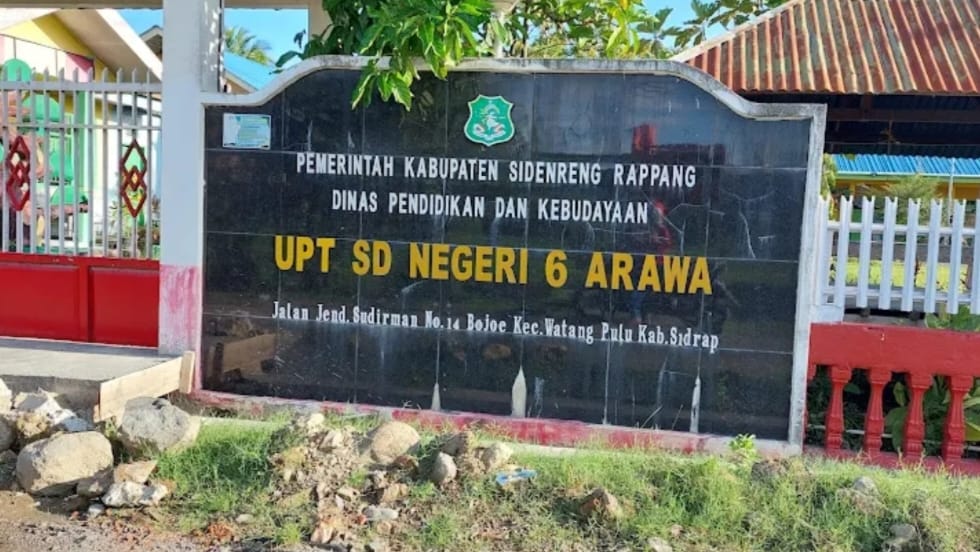 PEMERINTAH KABUPATEN SIDENRENG RAPPANG
DINAS PENDIDIKAN DAN KEBUDAYAAN
UPT SD NEGERI 6 ARAWA
Jalan Jend. Sudirman No.14 Bojoe Kec.Watang Pulu Kab.Sidrap